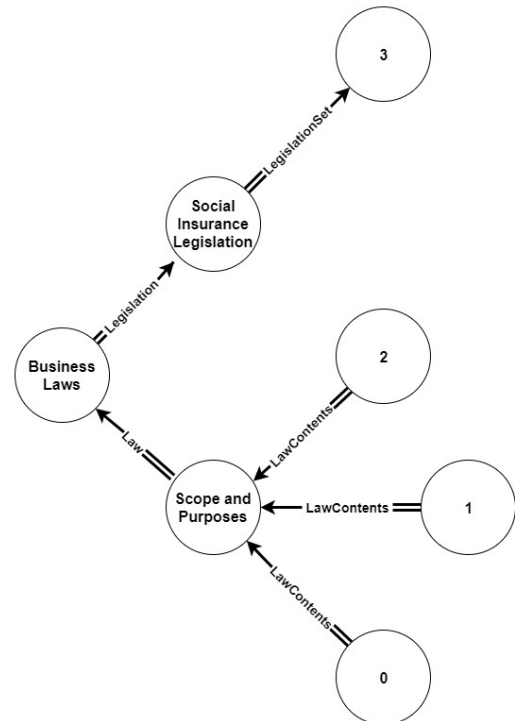 3
LegislationSet
Social
Insurance
Legislation
Legislation
2
Business
Laws
LawContents
Law
Scope and
Purposes
LawContents
1
LawContents
0